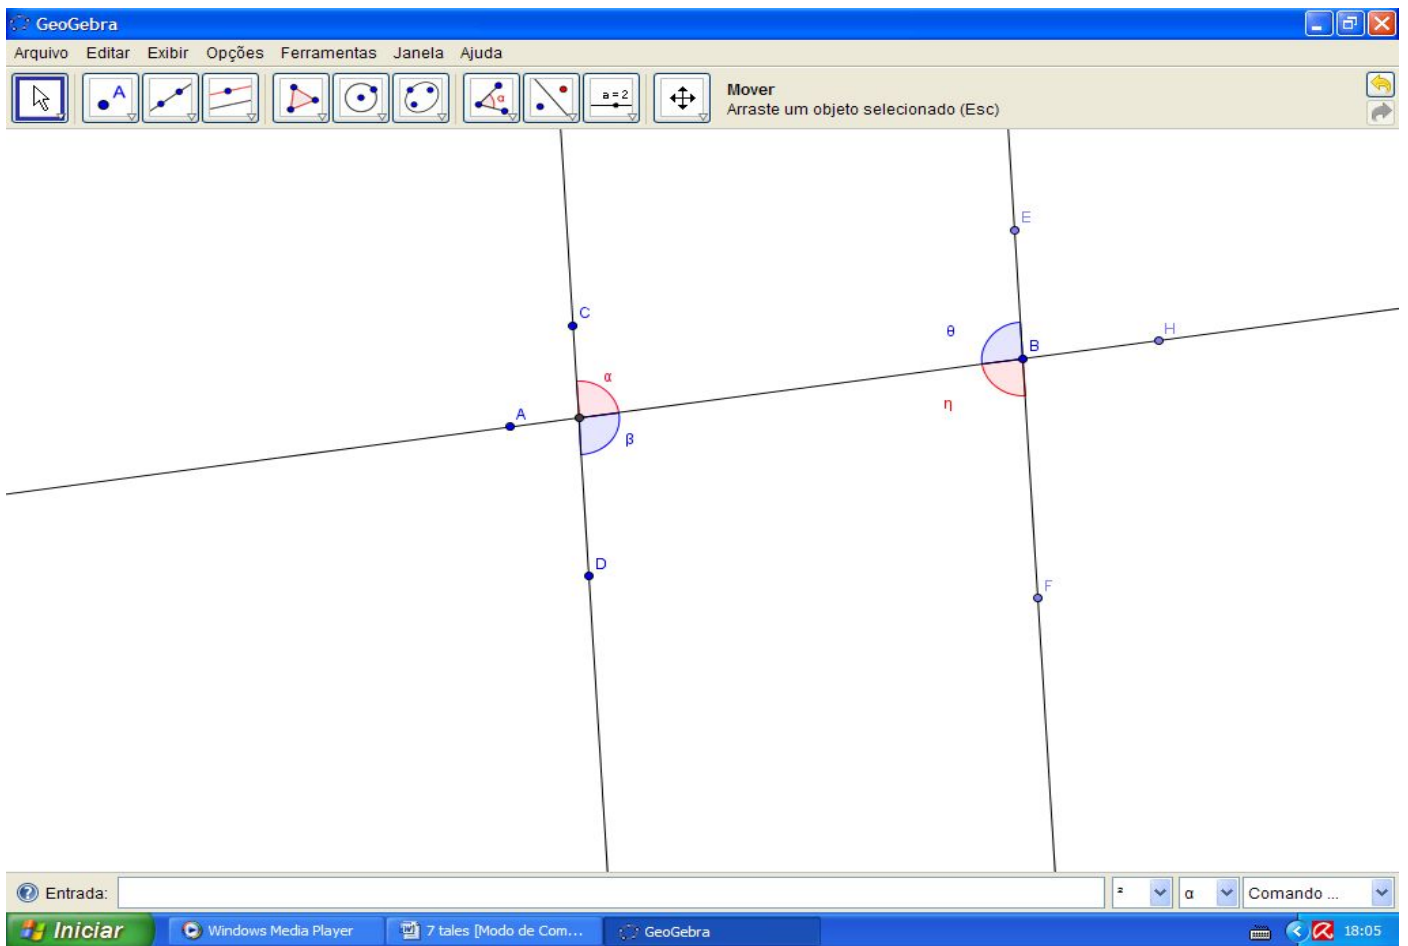 GeoGebra
Arquivo Editar Exibir Opções Ferramentas Janela Ajuda
A
α
a = 2
Mover
Arraste um objeto selecionado (Esc)
E
C
H
θ
B
α
A
η
β
D
F
Entrada:
²
α
Comando ...
Iniciar
Windows Media Player
7 tales [Modo de Com...
GeoGebra
18:05